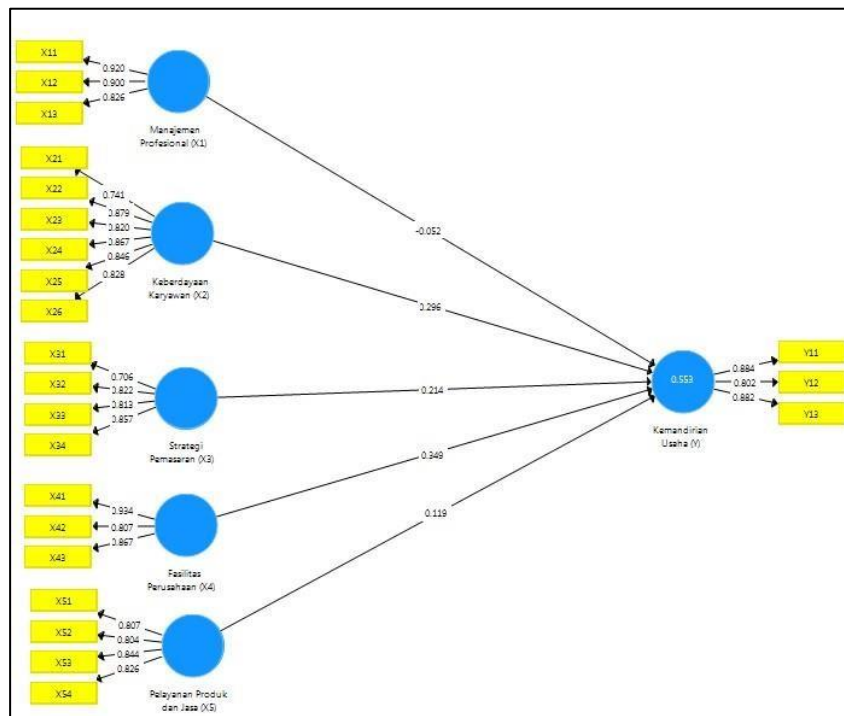 X11
X12
X13
0.920
0.900
0.826
Manajemen
Profesional (X1)
X21
X22
X23
X24
X25
X26
0.741
0.879
0.820
0.867
0.846
0.828
Keberdayaan
Karyawan (X2)
X31
X32
X33
X34
0.706
0.822
0.813
0.857
Strategi
Pemasaran (X3)
X41
X42
X43
0.934
0.807
0.867
Fasilitas
Perusahaan (X4)
X51
X52
X53
X54
0.807
0.804
0.844
0.826
Pelayanan Produk
dan Jasa (X5)
-0.052
0.296
0.214
0.349
0.119
0.553
Kemandirian
Usaha (Y)
0.884
0.802
0.882
Y11
Y12
Y13